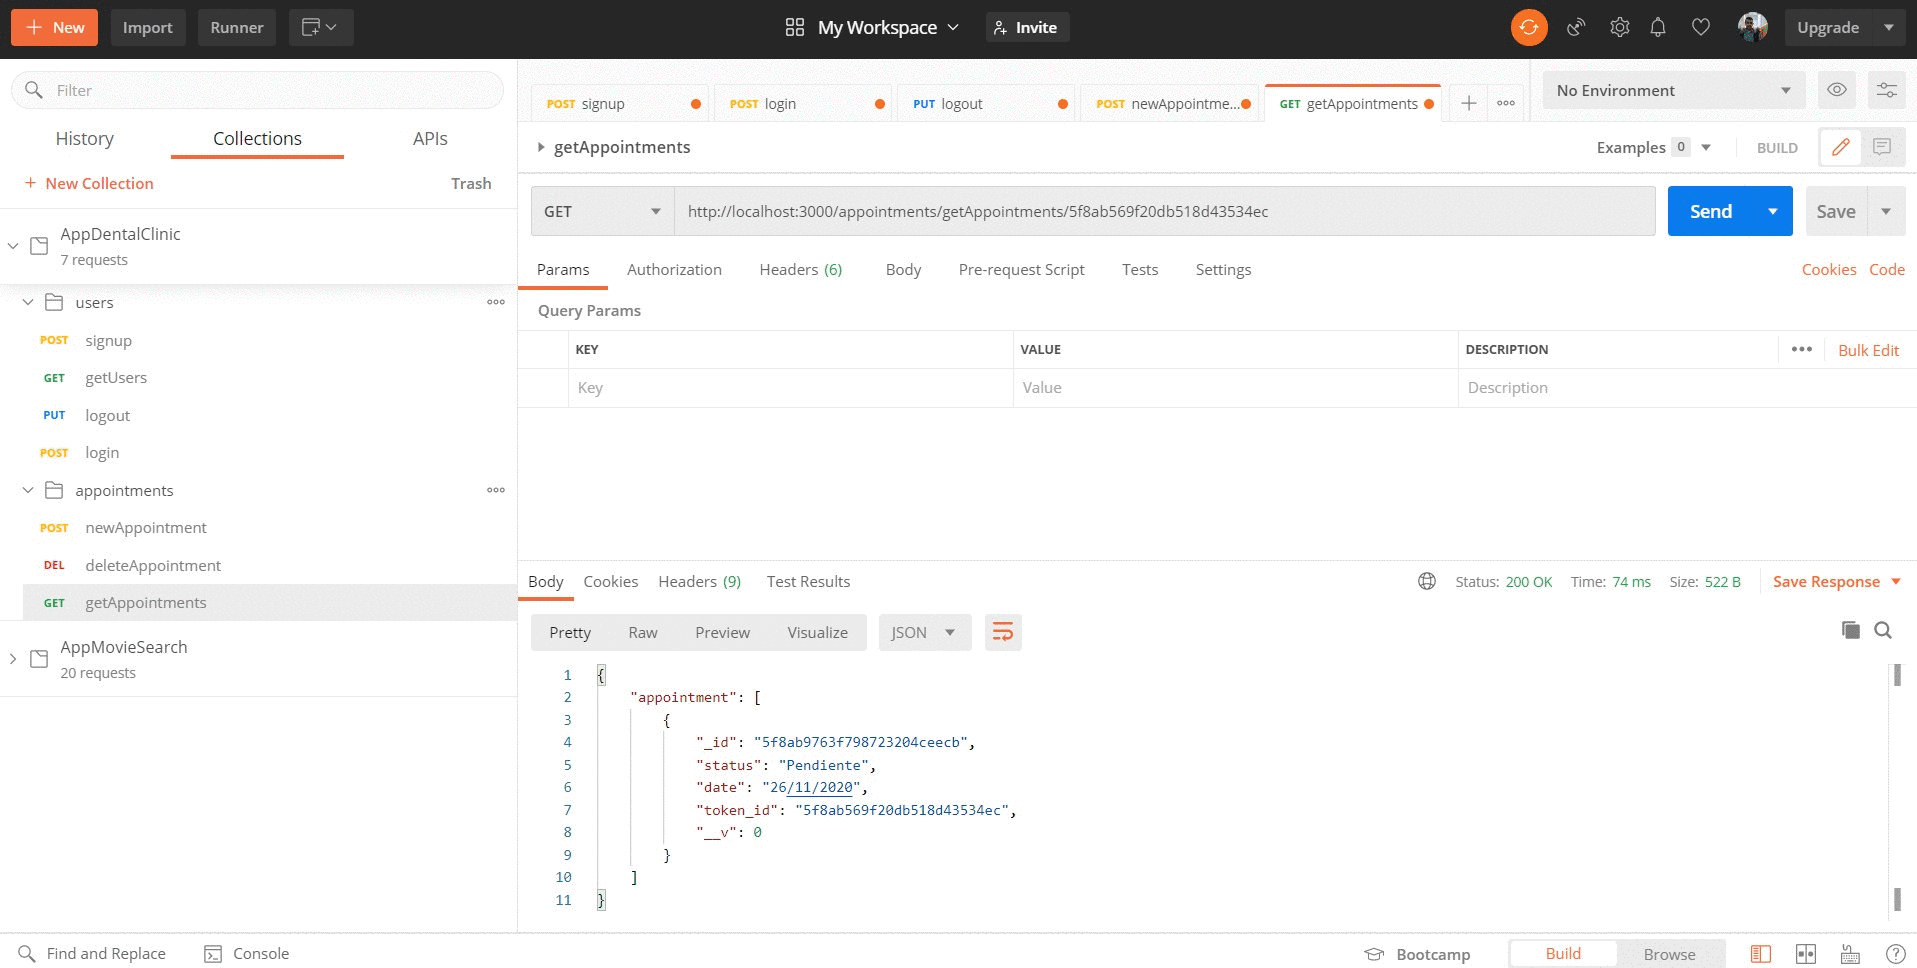 New Import Runner My Workspace Invite Upgrade
Filter
History Collections APIs
+ New Collection Trash
AppDentalClinic
7 requests
users
POST signup
GET getUsers
PUT logout
POST login
appointments
POST newAppointment
DEL deleteAppointment
GET getAppointments
AppMovieSearch
20 requests
POST signup POST login PUT logout POST newAppointme... GET getAppointments No Environment
getAppointments Examples 0 BUILD
GET http://localhost:3000/appointments/getAppointments/5f8ab569f20db518d43534ec Send Save
Params Authorization Headers (6) Body Pre-request Script Tests Settings Cookies Code
Query Params
KEY VALUE DESCRIPTION Bulk Edit
Key Value Description
Body Cookies Headers (9) Test Results Status: 200 OK Time: 74 ms Size: 522 B Save Response
Pretty Raw Preview Visualize JSON
1 {
2 "appointment": [
3 {
4 "_id": "5f8ab9763f798723204ceecb",
5 "status": "Pendiente",
6 "date": "26/11/2020",
7 "token_id": "5f8ab569f20db518d43534ec",
8 "__v": 0
9 }
10 ]
11 }
Find and Replace Console Bootcamp Build Browse